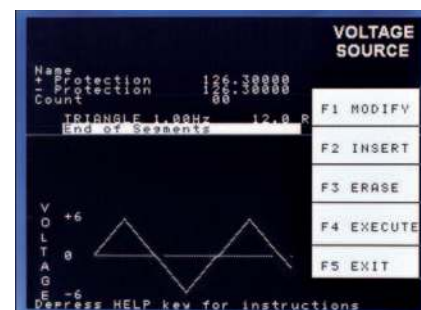 VOLTAGE
SOURCE
Name
+ Protection 126.30000
- Protection 126.30000
Count 00
TRIANGLE 1.00Hz 12.0 R
End of Segments
F1 MODIFY
F2 INSERT
F3 ERASE
F4 EXECUTE
F5 EXIT
VOLTAGE
+6
0
-6
Depress HELP key for instructions